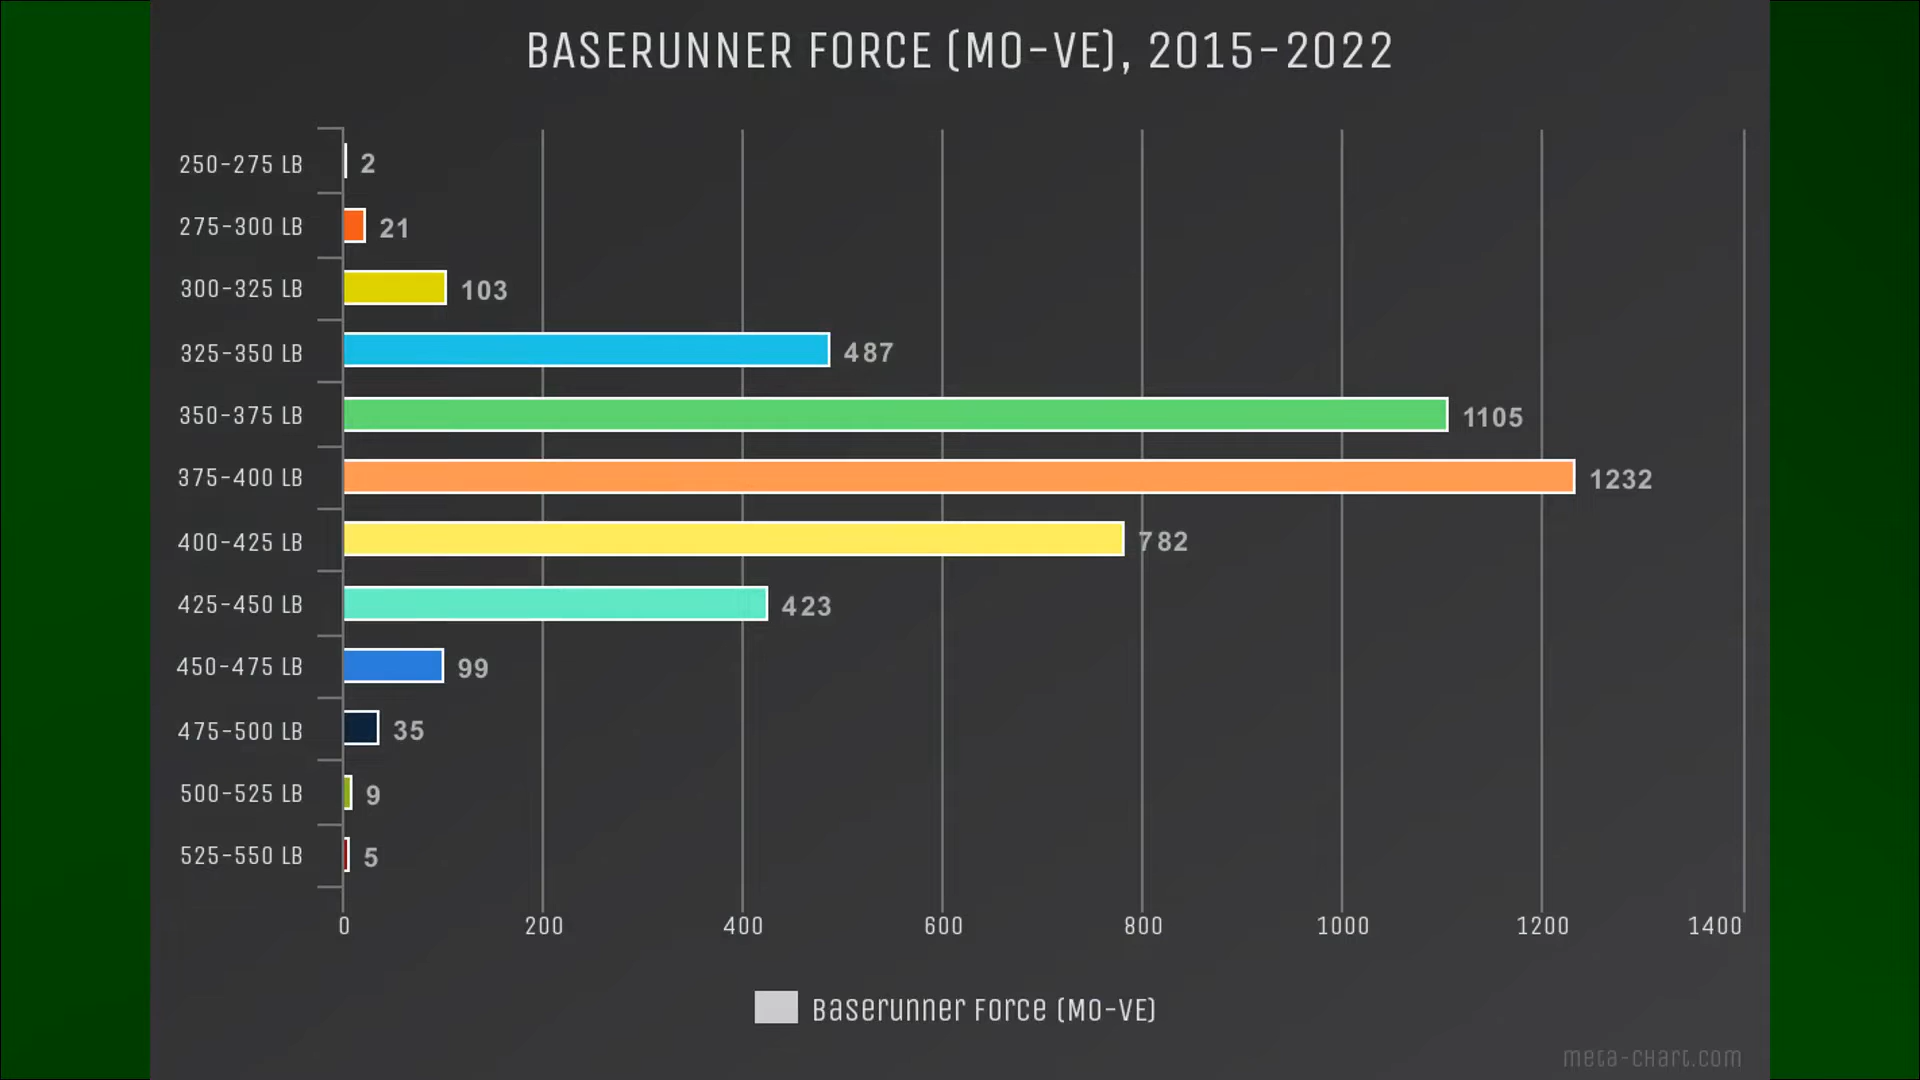 BASERUNNER FORCE (MO-VE), 2015-2022
250-275 LB 2
275-300 LB 21
300-325 LB 103
325-350 LB 487
350-375 LB 1105
375-400 LB 1232
400-425 LB 782
425-450 LB 423
450-475 LB 99
475-500 LB 35
500-525 LB 9
525-550 LB 5
0 200 400 600 800 1000 1200 1400
Baserunner Force (MO-VE)
meta-chart.com